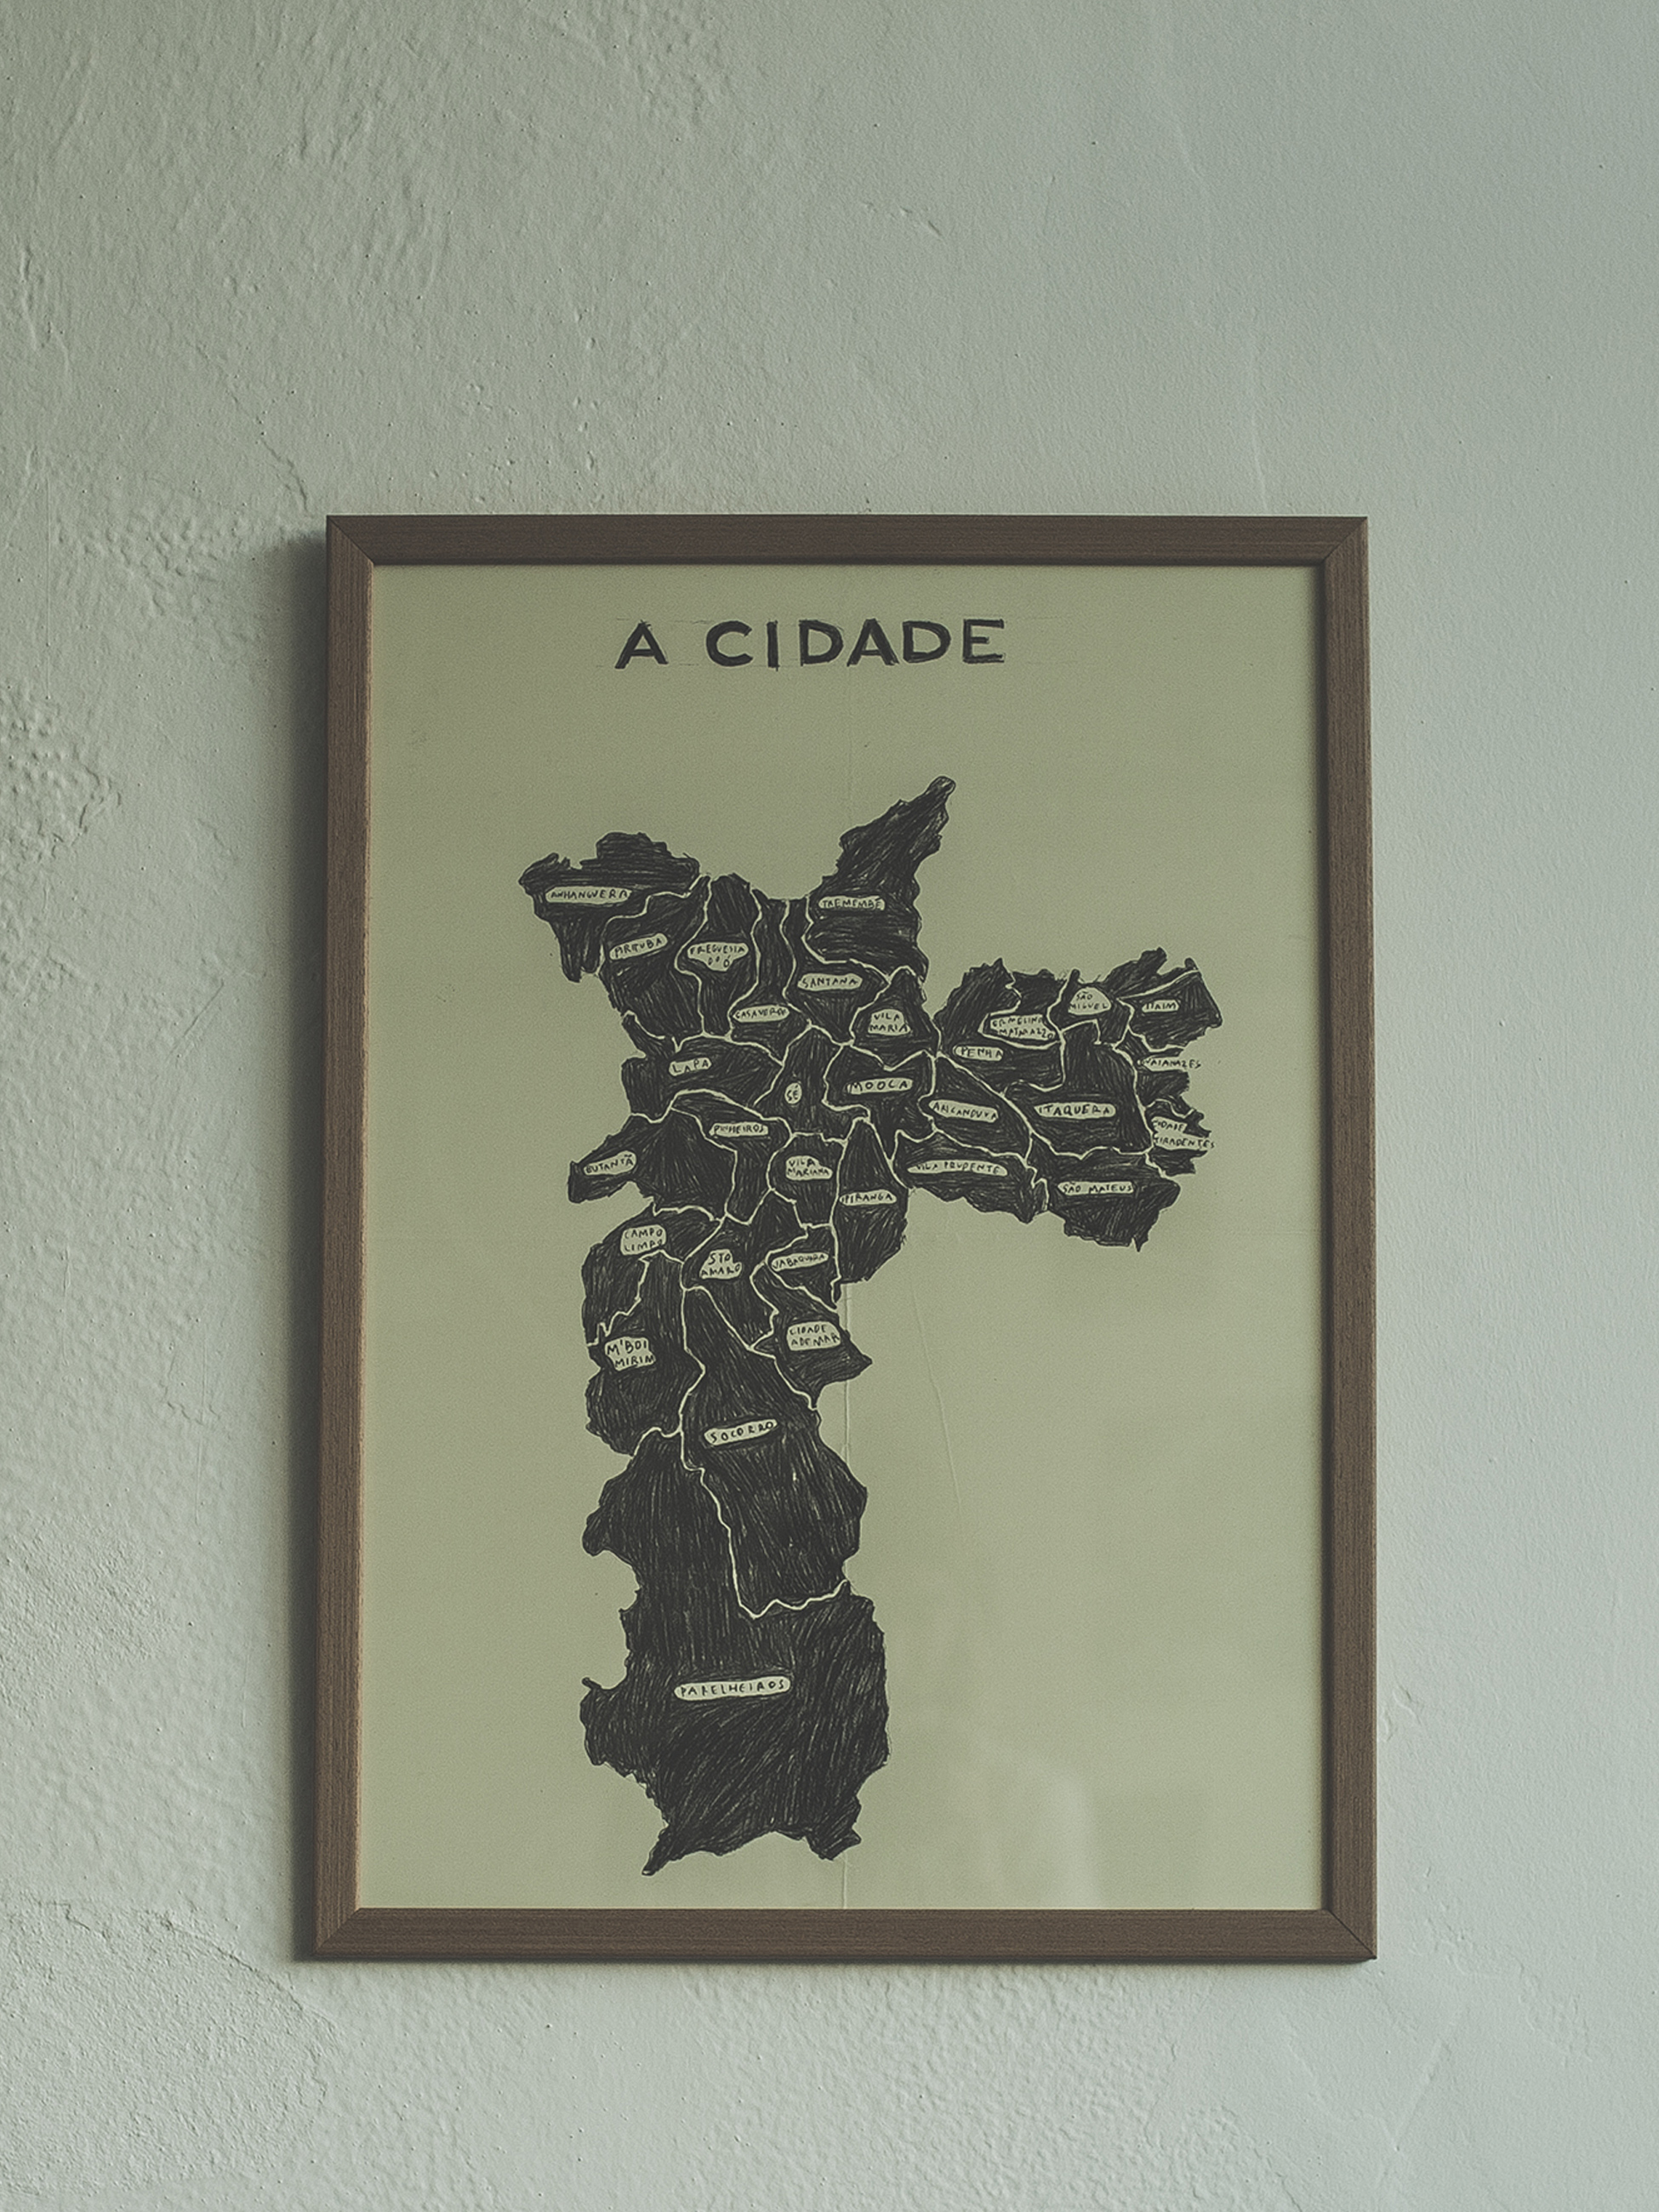 A CIDADE
ANHANGUERA
TREMEMBÉ
PIRITUBA
FREGUESIA
DO Ó
SANTANA
CASA VERDE
VILA
MARIA
SÃO
MIGUEL
ITAIM
ERMELINO
MATARAZZO
PENHA
LAPA
SÉ
MOOCA
ARICANDUVA
ITAQUERA
GAIANAZES
CIDADE
TIRADENTES
PINHEIROS
BUTANTÃ
VILA
MARIANA
VILA PRUDENTE
IPIRANGA
SÃO MATEUS
CAMPO
LIMPO
STO
AMARO
JABAQUARA
M'BOI
MIRIM
CIDADE
ADEMAR
SOCORRO
PARELHEIROS